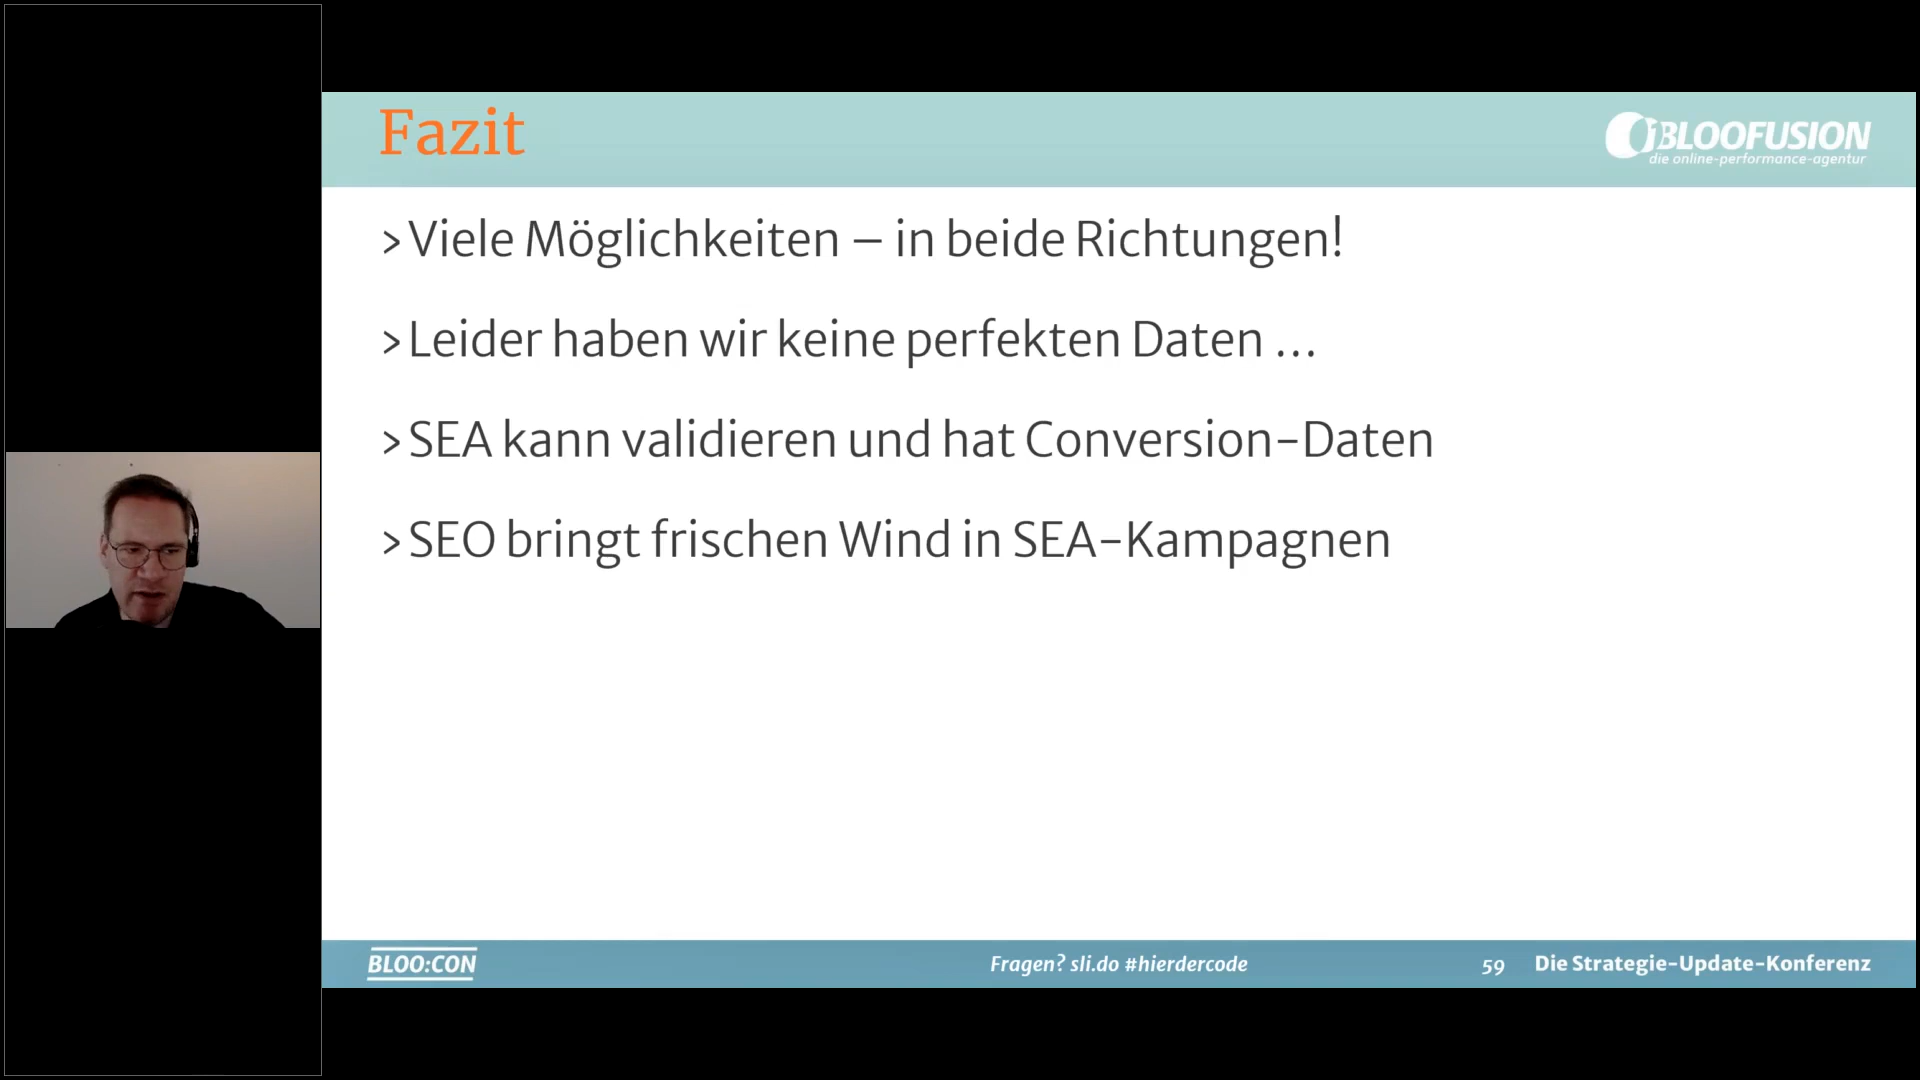 Fazit
BLOOFUSION
die online-performance-agentur
> Viele Möglichkeiten – in beide Richtungen!
> Leider haben wir keine perfekten Daten ...
> SEA kann validieren und hat Conversion-Daten
> SEO bringt frischen Wind in SEA-Kampagnen
BLOO:CON
Fragen? sli.do #hierdercode
59
Die Strategie-Update-Konferenz